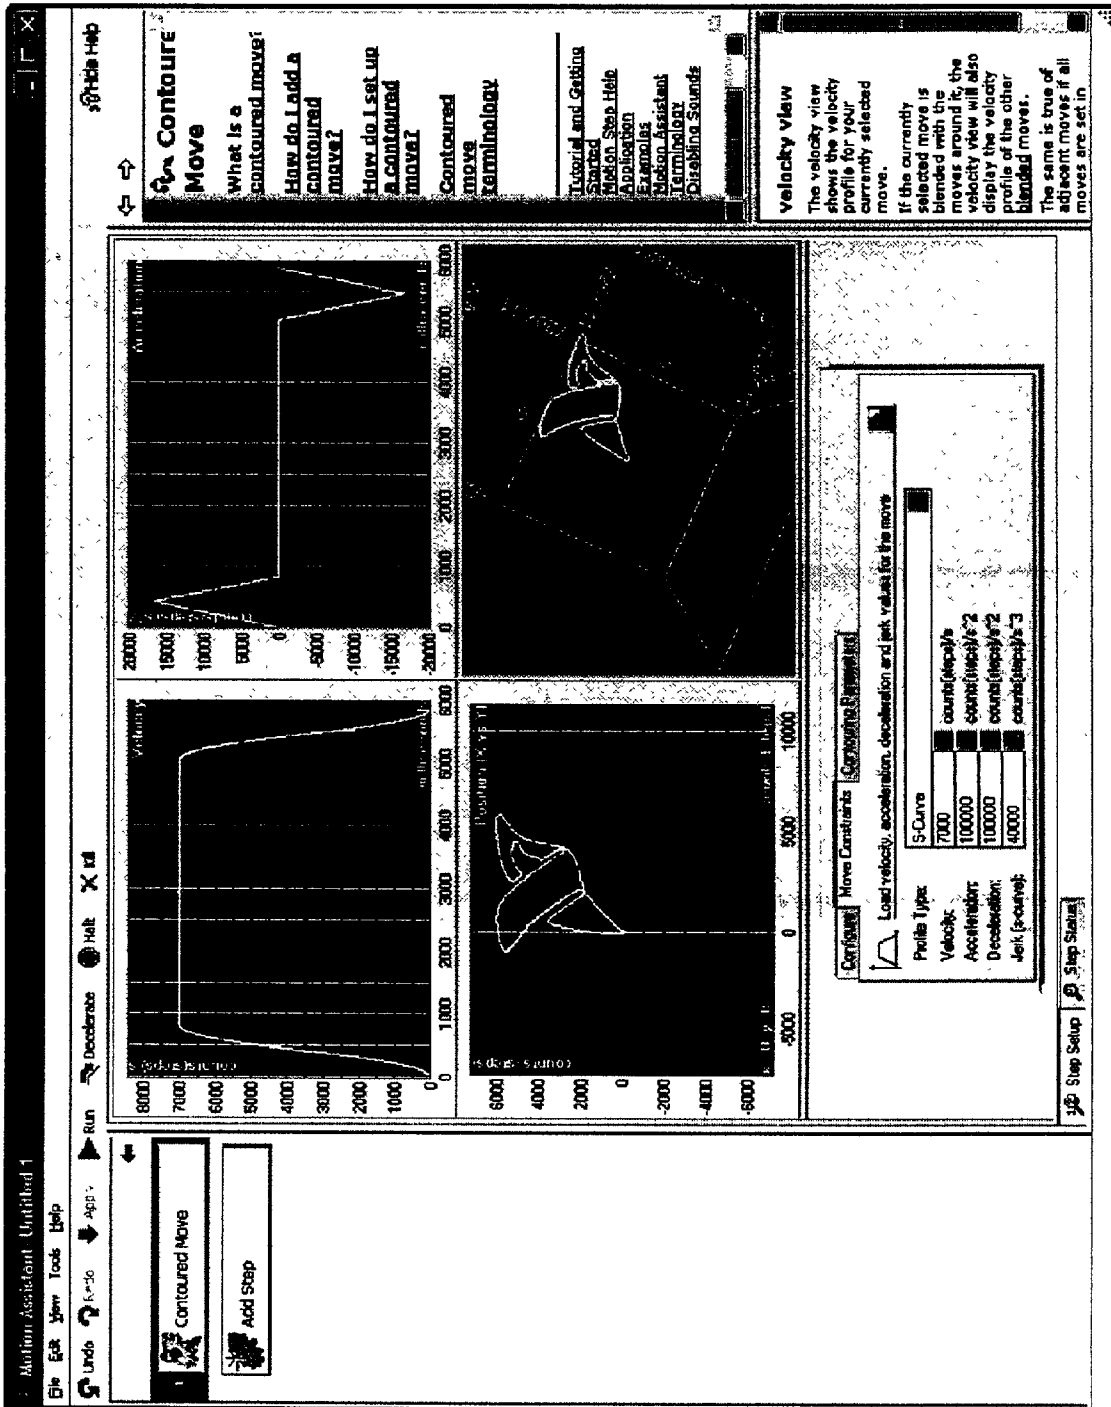 Motion Assistant Untitled 1
File Edit View Tools Help
Undo Redo Apply Run Decelerate Halt Kill
Hide Help
1 Contoured Move
Add Step
Velocity
8000
7000
6000
5000
4000
3000
2000
1000
0
0 1000 2000 3000 4000 5000 6000
20000
15000
10000
5000
0
-5000
-10000
-15000
-20000
0 1000 2000 3000 4000 5000 6000
Position
counts(steps)
6000
4000
2000
0
-2000
-4000
-6000
-5000 0 5000 10000
Configure Move Constraints Contouring Parameters
Load velocity, acceleration, deceleration and jerk values for the move
Profile Type: S-Curve
Velocity: 7000 counts(steps)/s
Acceleration: 100000 counts(steps)/s^2
Deceleration: 100000 counts(steps)/s^2
Jerk (s-curve): 40000 counts(steps)/s^3
Step Setup Step Status
Contoure
Move
What is a
contoured move?
How do I add a
contoured
move?
How do I set up
a contoured
move?
Contoured
move
terminology
Tutorial and Getting
Started
Motion Step Help
Application
Examples
Motion Assistant
Terminology
Disabling Sounds
Velocity view
The velocity view
shows the velocity
profile for your
currently selected
move.
If the currently
selected move is
blended with the
moves around it, the
velocity view will also
display the velocity
profile of the other
blended moves.
The same is true of
adjacent moves if all
moves are set in